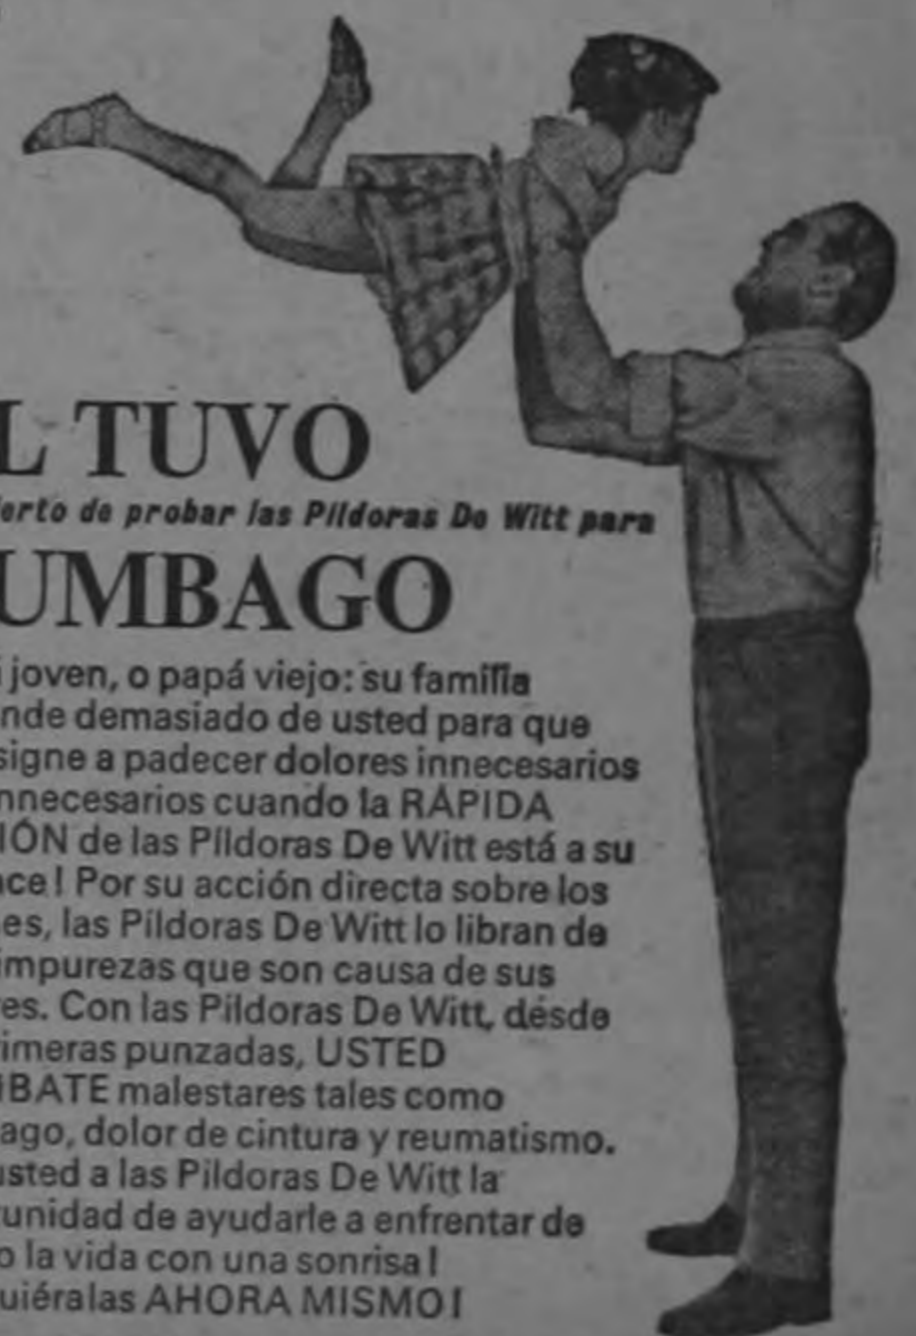 L TUVO
erto de probar las Píldoras De Witt para
UMBAGO
i joven, o papá viejo: su familia
nde demasiado de usted para que
signe a padecer dolores innecesarios
nnecesarios cuando la RÁPIDA
IÓN de las Píldoras De Witt está a su
nce! Por su acción directa sobre los
es, las Píldoras De Witt lo libran de
impurezas que son causa de sus
es. Con las Píldoras De Witt, desde
imeras punzadas, USTED
BATE malestares tales como
ago, dolor de cintura y reumatismo.
usted a las Píldoras De Witt la
unidad de ayudarle a enfrentar de
o la vida con una sonrisa!
uiéralas AHORA MISMO!